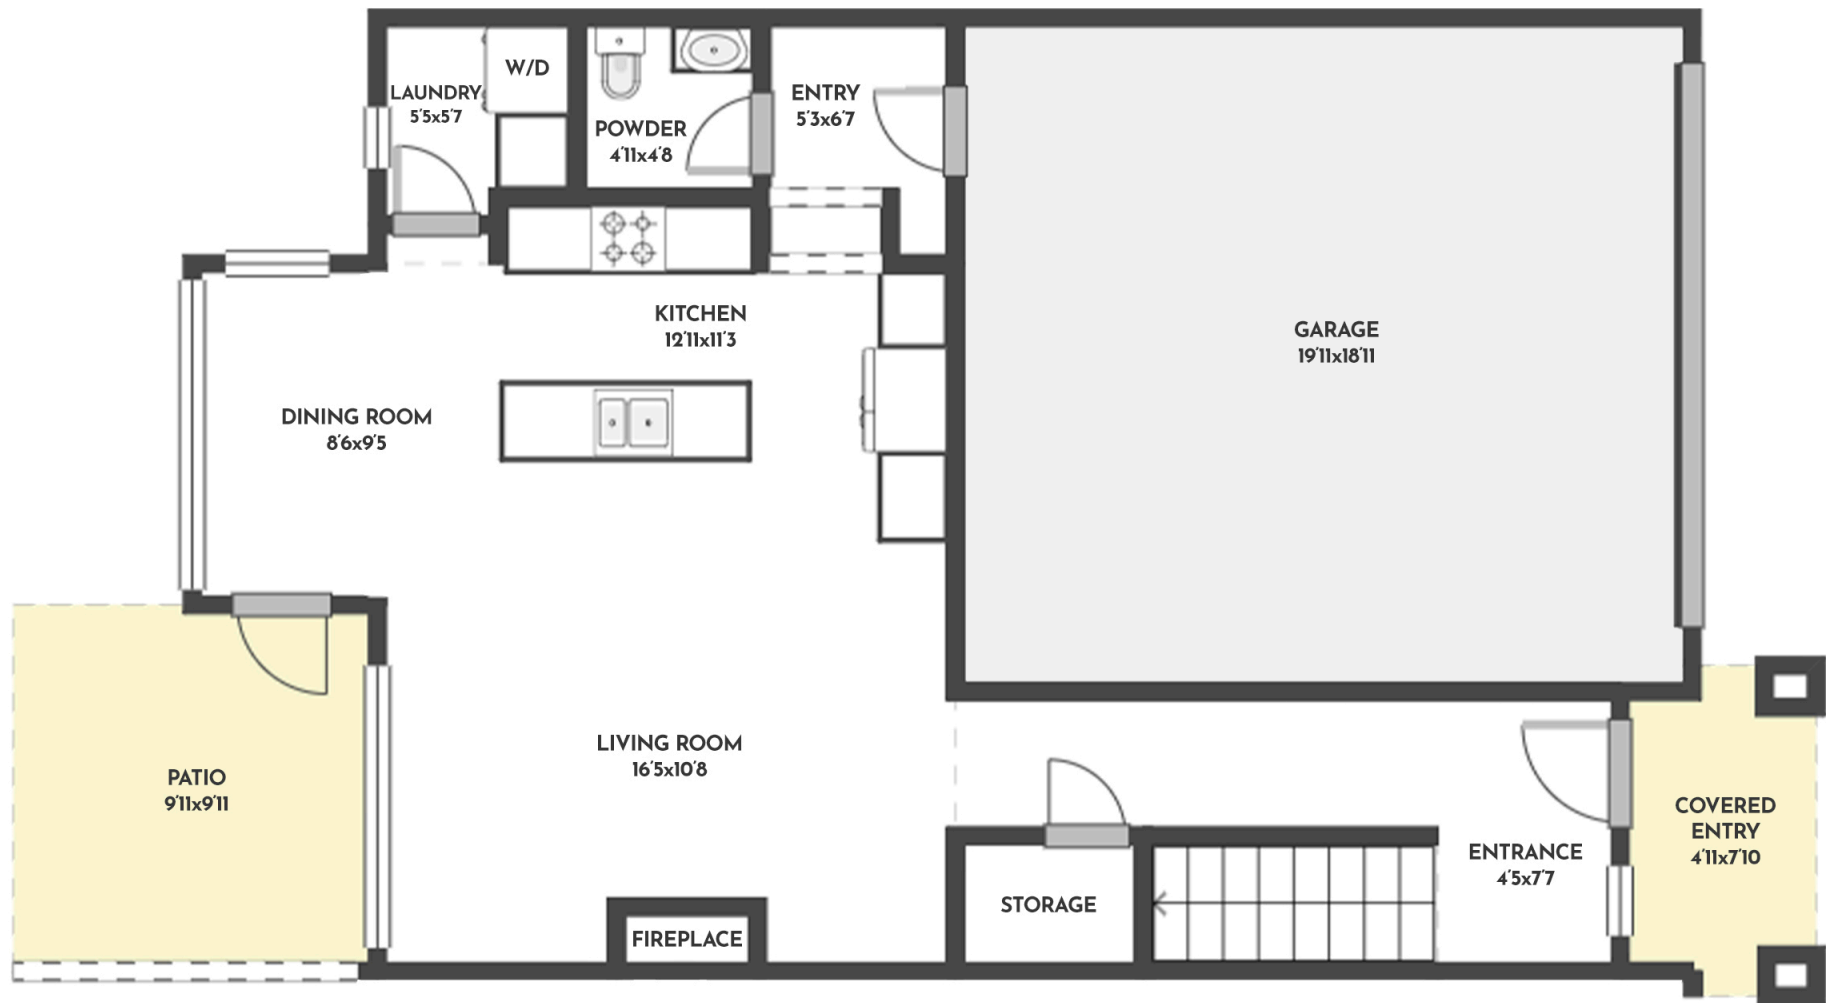 W/D
LAUNDRY
5'5x5'7
POWDER
4'11x4'8
ENTRY
5'3x6'7
KITCHEN
12'11x11'3
GARAGE
19'11x18'11
DINING ROOM
8'6x9'5
LIVING ROOM
16'5x10'8
PATIO
9'11x9'11
COVERED
ENTRY
4'11x7'10
ENTRANCE
4'5x7'7
STORAGE
FIREPLACE